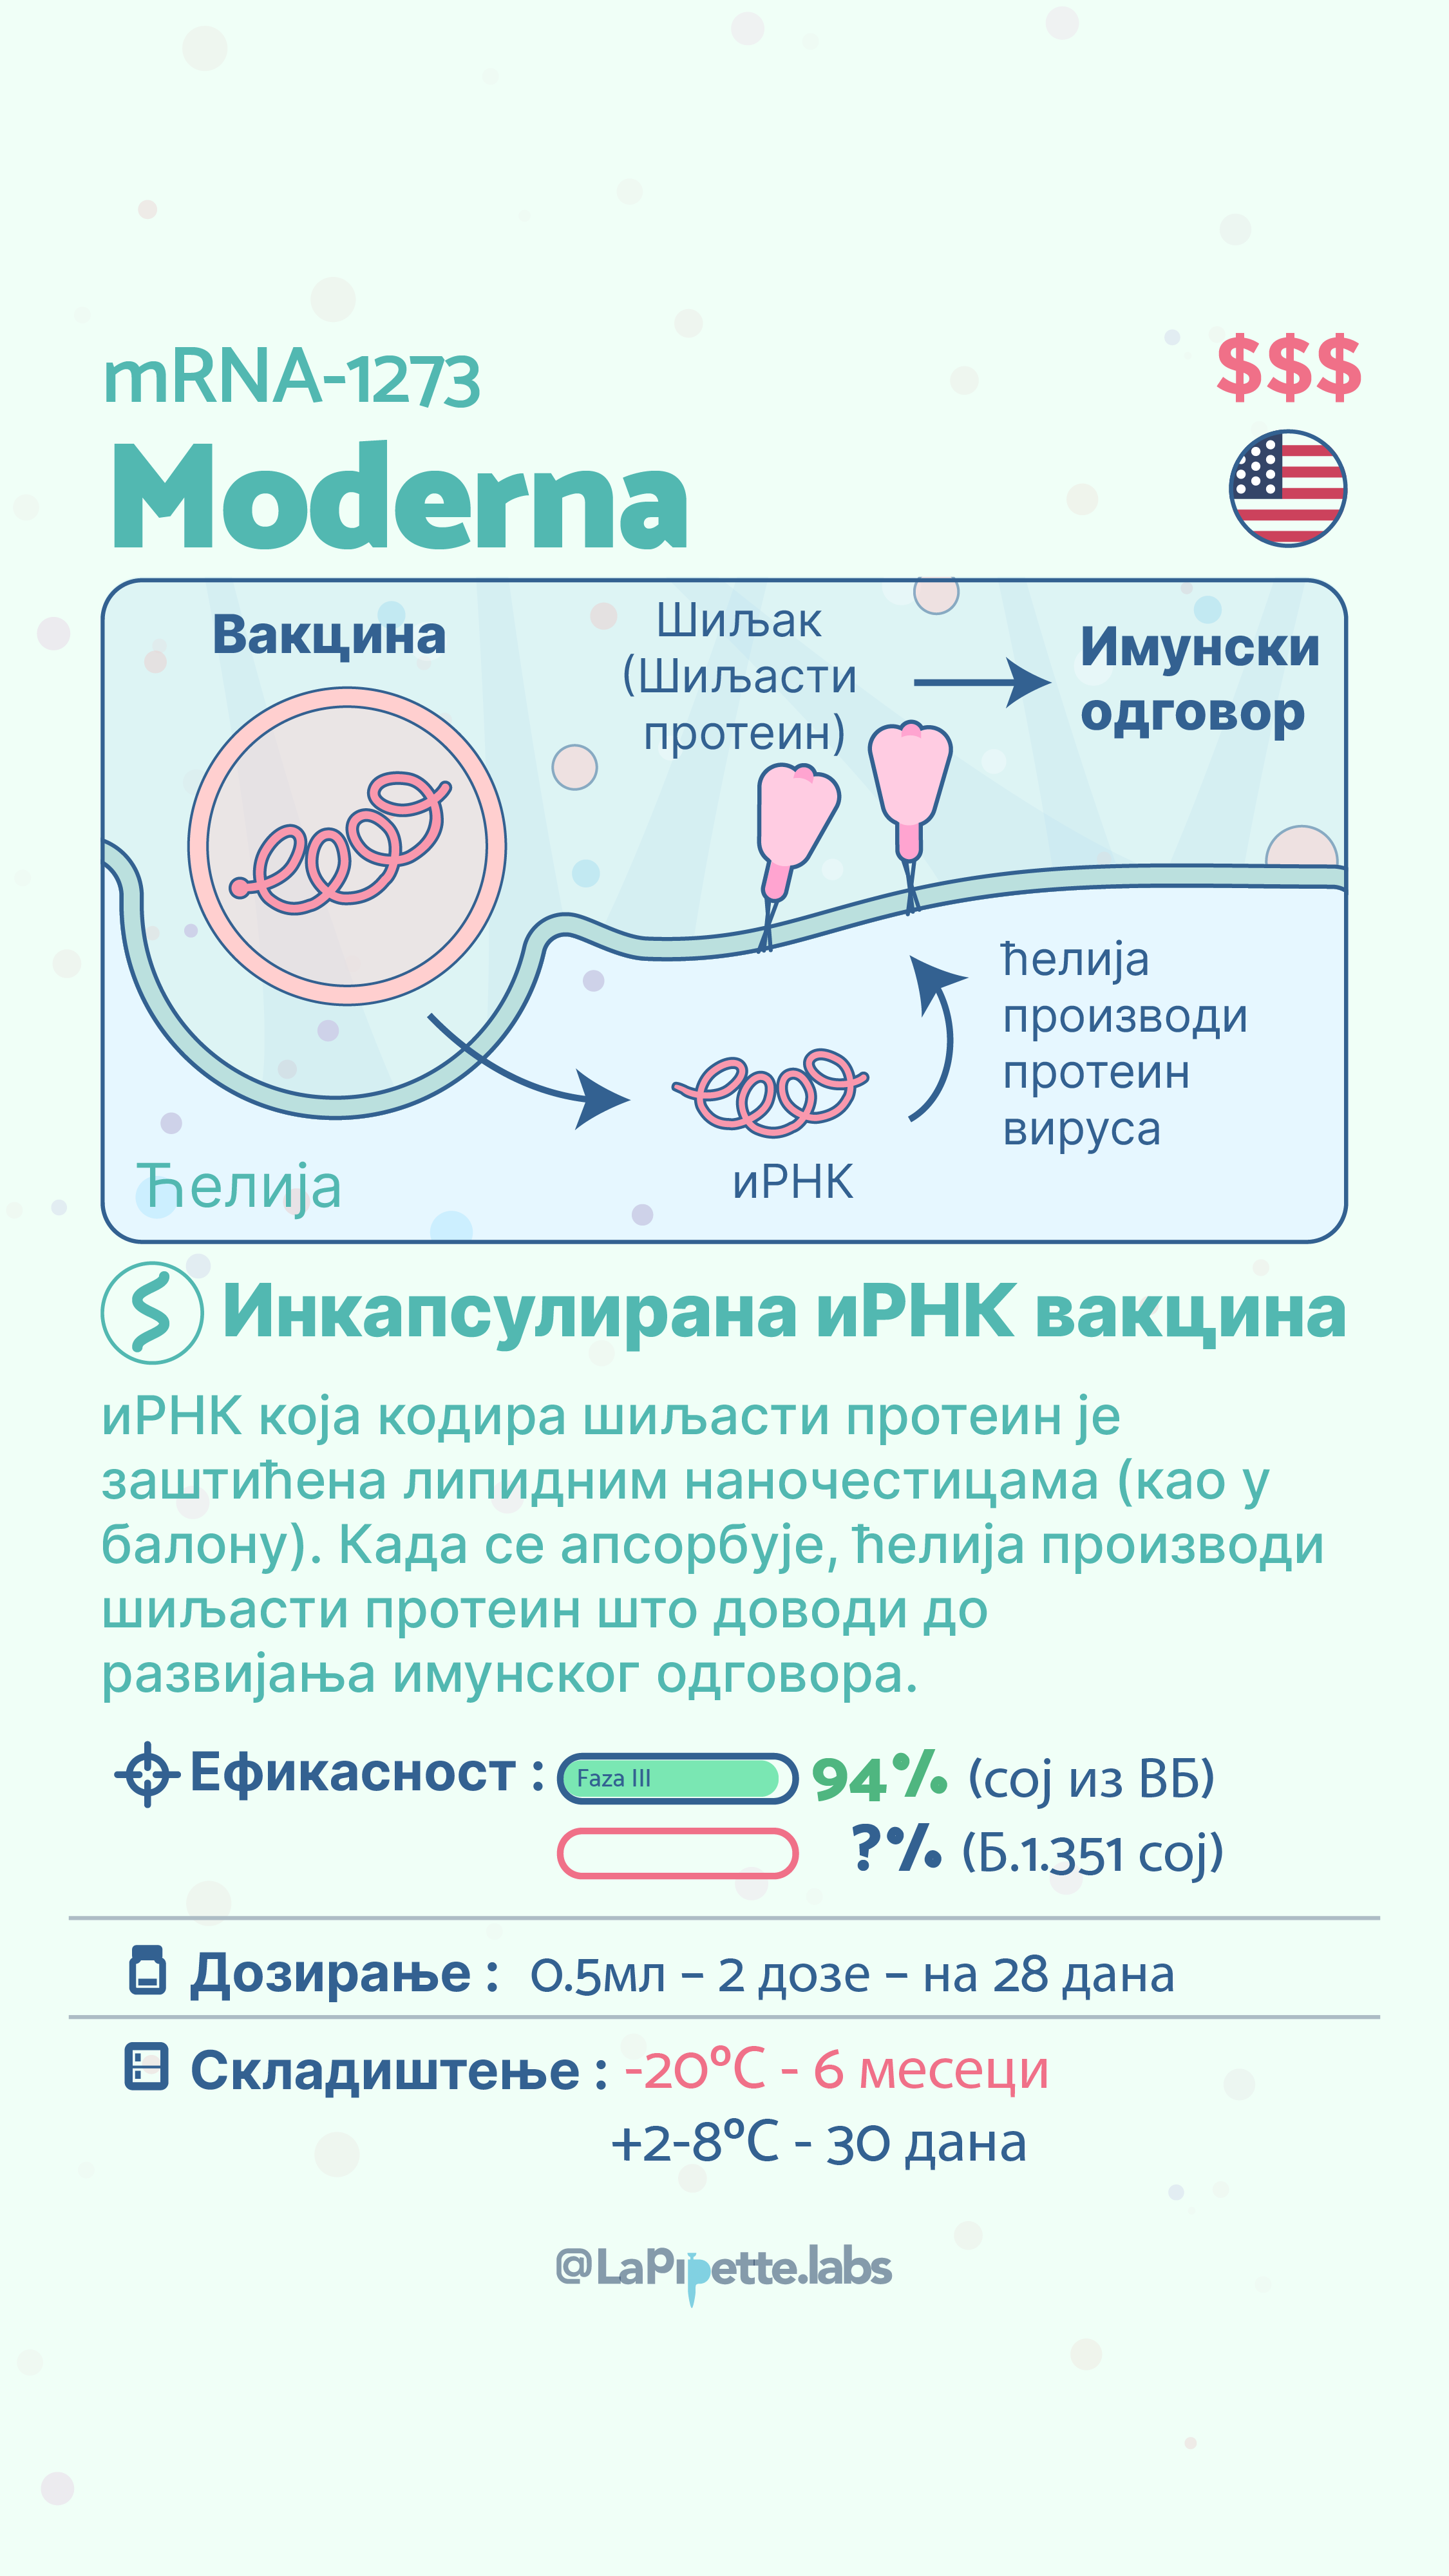 mRNA-1273
$$$
Moderna
Вакцина
Шиљак
(Шиљасти
протеин)
Имунски
одговор
ћелија
производи
протеин
вируса
иРНК
Ћелија
Инкапсулирана иРНК вакцина
иРНК која кодира шиљасти протеин је
заштићена липидним наночестицама (као у
балону). Када се апсорбује, ћелија производи
шиљасти протеин што доводи до
развијања имунског одговора.
Ефикасност : Faza III 94% (сој из ВБ)
?% (Б.1.351 сој)
Дозирање : 0.5мл – 2 дозе – на 28 дана
Складиштење : -20°C - 6 месеци
+2-8°C - 30 дана
@LaPipette.labs